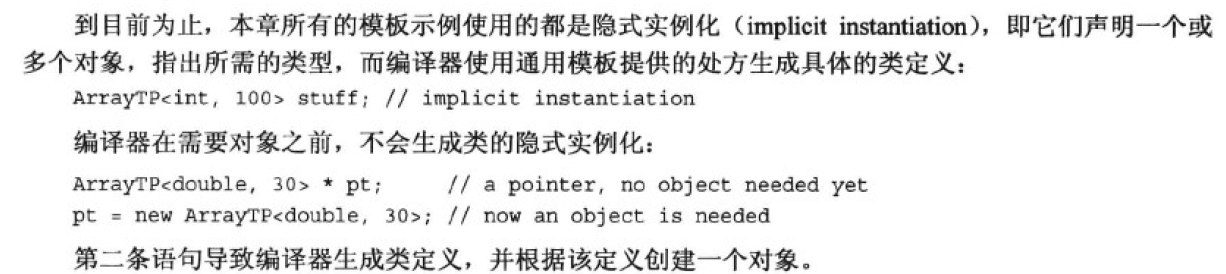 到目前为止，本章所有的模板示例使用的都是隐式实例化（implicit instantiation），即它们声明一个或
多个对象，指出所需的类型，而编译器使用通用模板提供的处方生成具体的类定义：
ArrayTP<int, 100> stuff; // implicit instantiation
编译器在需要对象之前，不会生成类的隐式实例化：
ArrayTP<double, 30> * pt; // a pointer, no object needed yet
pt = new ArrayTP<double, 30>; // now an object is needed
第二条语句导致编译器生成类定义，并根据该定义创建一个对象。